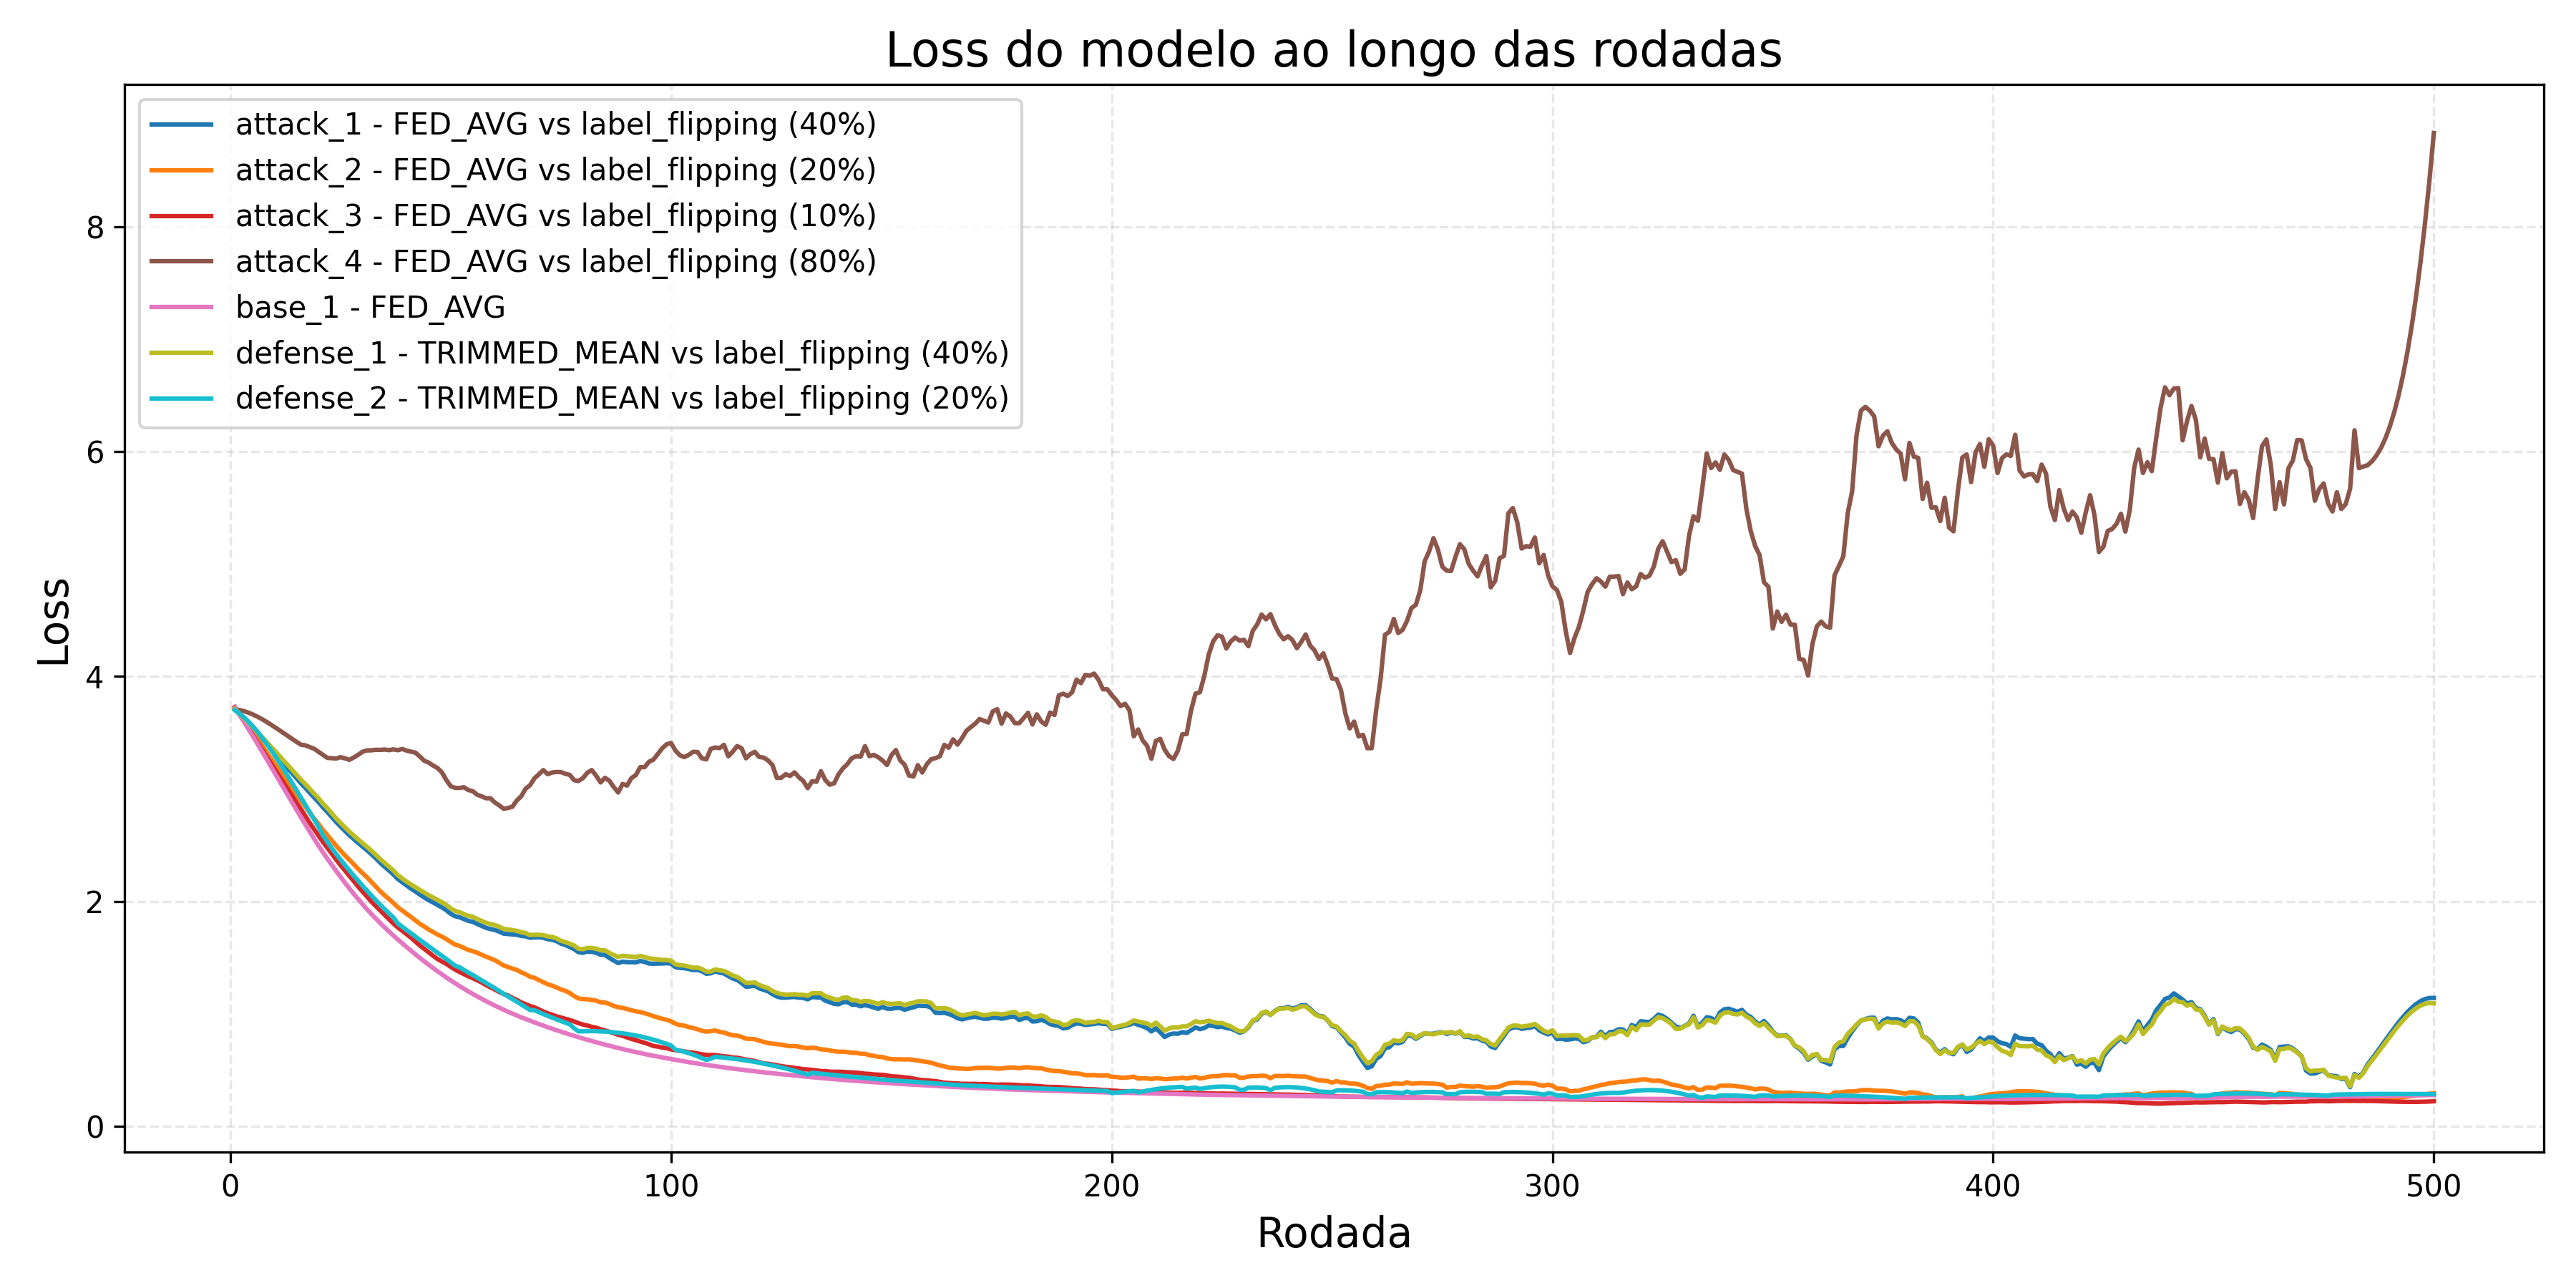 Loss do modelo ao longo das rodadas
attack_1 - FED_AVG vs label_flipping (40%)
attack_2 - FED_AVG vs label_flipping (20%)
attack_3 - FED_AVG vs label_flipping (10%)
attack_4 - FED_AVG vs label_flipping (80%)
base_1 - FED_AVG
defense_1 - TRIMMED_MEAN vs label_flipping (40%)
defense_2 - TRIMMED_MEAN vs label_flipping (20%)
Loss
8
6
4
2
0
0 100 200 300 400 500
Rodada